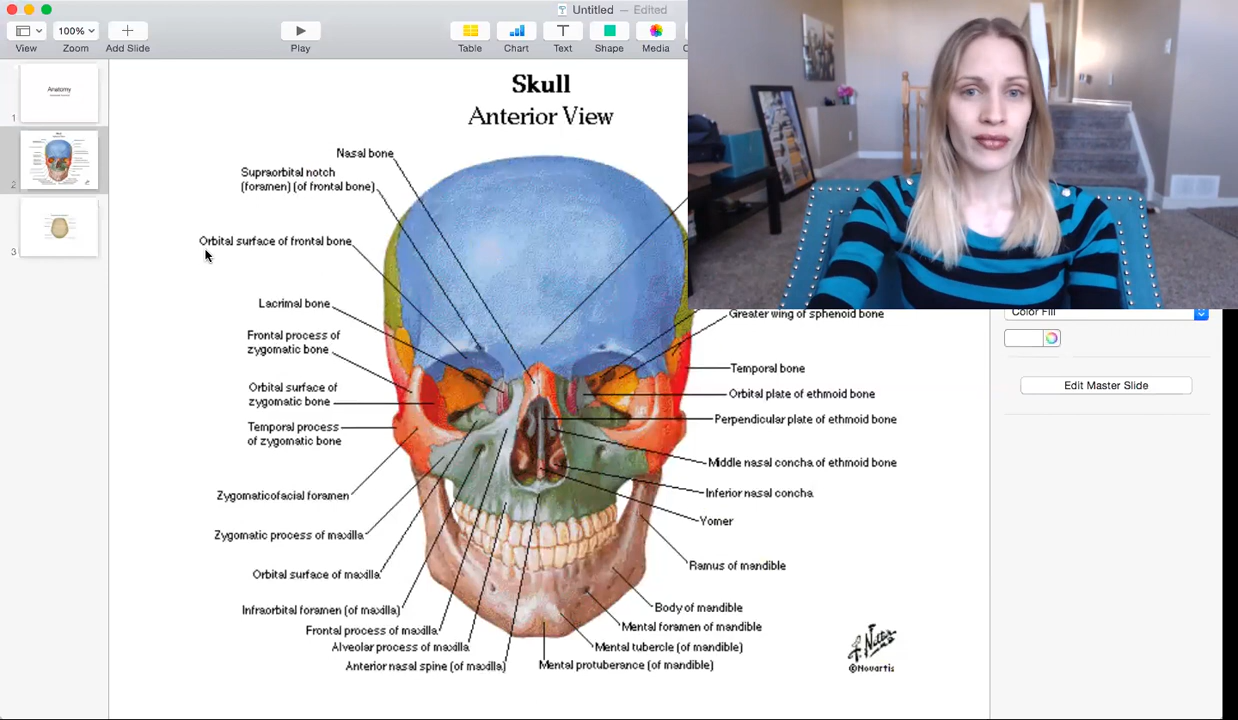 Untitled — Edited
View
100%
Zoom
Add Slide
Play
Table
Chart
Text
Shape
Media
1
Anatomy
2
3
Skull
Anterior View
Nasal bone
Supraorbital notch
(foramen) (of frontal bone)
Orbital surface of frontal bone
Lacrimal bone
Frontal process of
zygomatic bone
Orbital surface of
zygomatic bone
Temporal process
of zygomatic bone
Zygomaticofacial foramen
Zygomatic process of maxilla
Orbital surface of maxilla
Infraorbital foramen (of maxilla)
Frontal process of maxilla
Alveolar process of maxilla
Anterior nasal spine (of maxilla)
Greater wing of sphenoid bone
Temporal bone
Orbital plate of ethmoid bone
Perpendicular plate of ethmoid bone
Middle nasal concha of ethmoid bone
Inferior nasal concha
Vomer
Ramus of mandible
Body of mandible
Mental foramen of mandible
Mental tubercle (of mandible)
Mental protuberance (of mandible)
©Novartis
Color Fill
Edit Master Slide